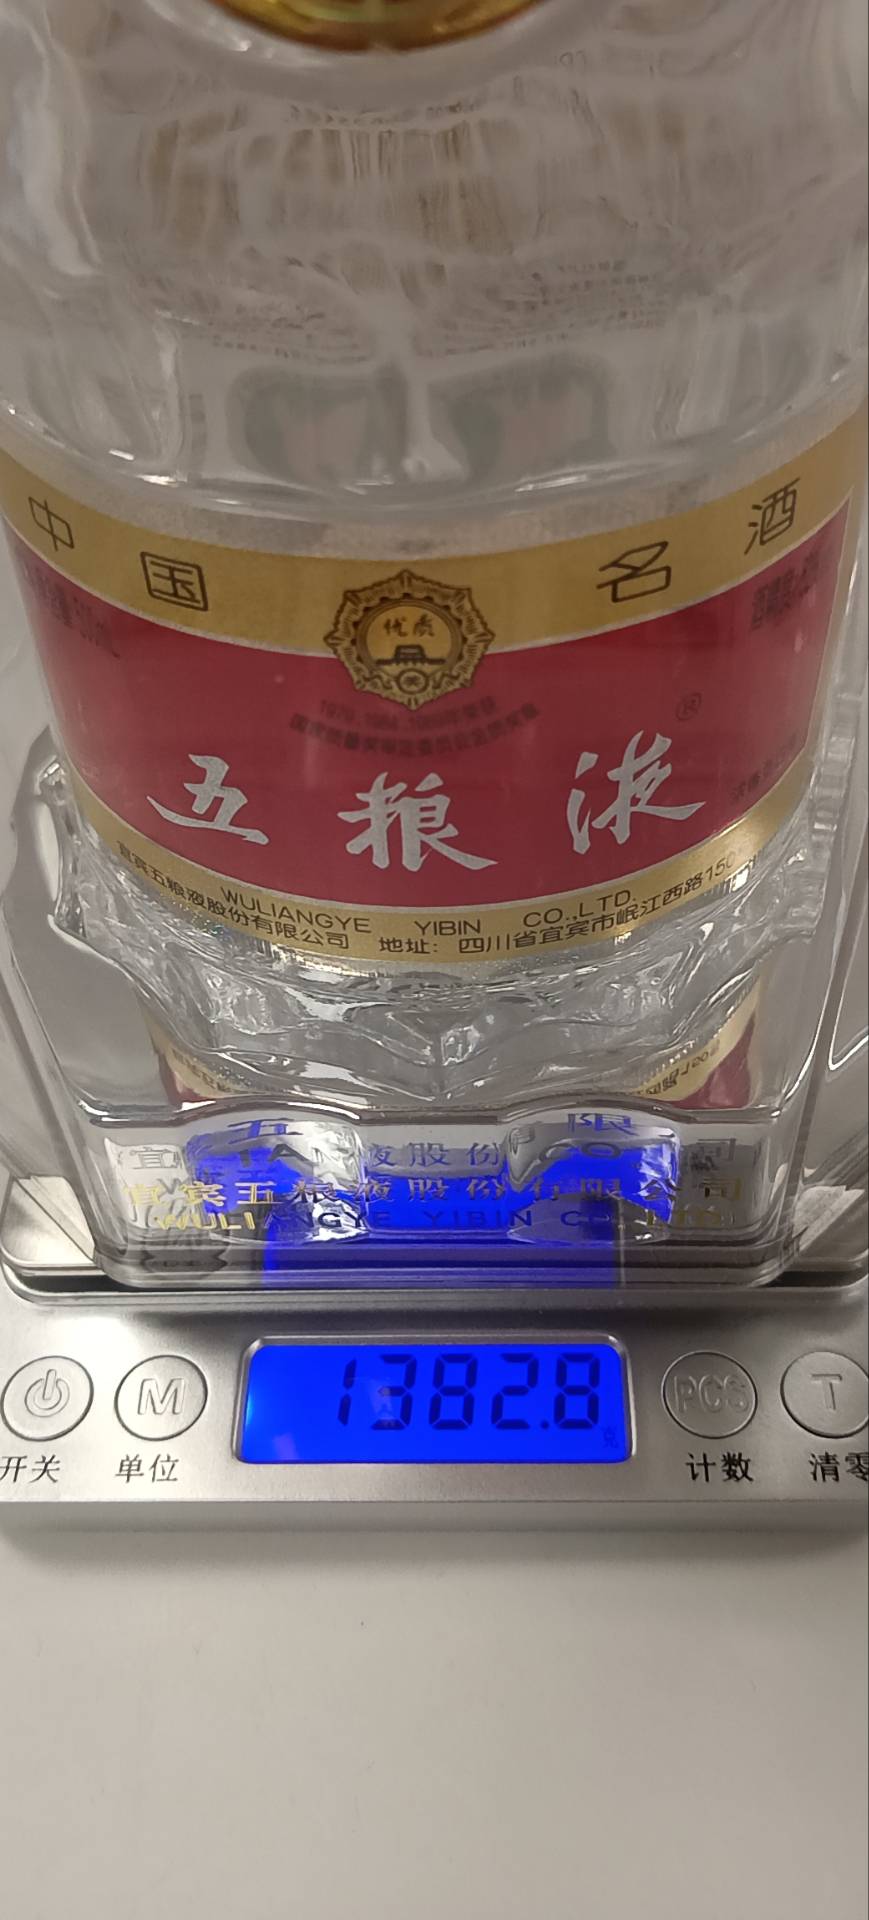 中国名酒
优质
®
五粮液
WULIANGYE YIBIN CO.,LTD.
宜宾五粮液股份有限公司 地址：四川省宜宾市岷江西路150
宜宾五粮液股份有限公司
WULIANGYE YIBIN CO., LTD
1382.8
克
M
PCS
T
开关
单位
计数
清零